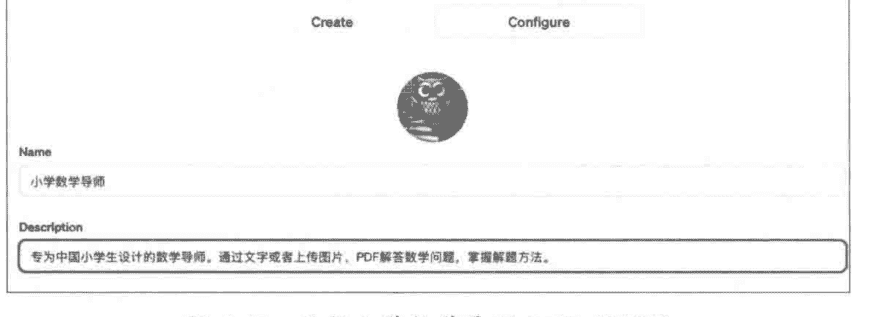 Create Configure
Name
小学数学导师
Description
专为中国小学生设计的数学导师。通过文字或者上传图片、PDF解答数学问题，掌握解题方法。